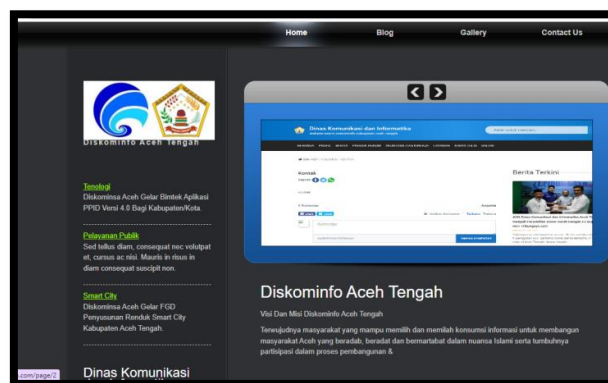 Home Blog Gallery Contact Us
Diskominfo Aceh Tengah
Tenologi
Diskominsa Aceh Gelar Bimtek Aplikasi
PPID Versi 4.0 Bagi Kabupaten/Kota.
Pelayanan Publik
Sed tellus diam, consequat nec volutpat
et, cursus ac nisi. Mauris in risus in
diam consequat suscipit non.
Smart City
Diskominsa Aceh Gelar FGD
Penyusunan Renduk Smart City
Kabupaten Aceh Tengah.
Dinas Komunikasi
Dinas Komunikasi dan Informatika
Kontak
Berita Terkini
Diskominfo Aceh Tengah
Visi Dan Misi Diskominfo Aceh Tengah
Terwujudnya masyarakat yang mampu memilih dan memilah konsumsi informasi untuk membangun
masyarakat Aceh yang beradab, beradat dan bermartabat dalam nuansa Islami serta tumbuhnya
partisipasi dalam proses pembangunan &
s.com/page/2